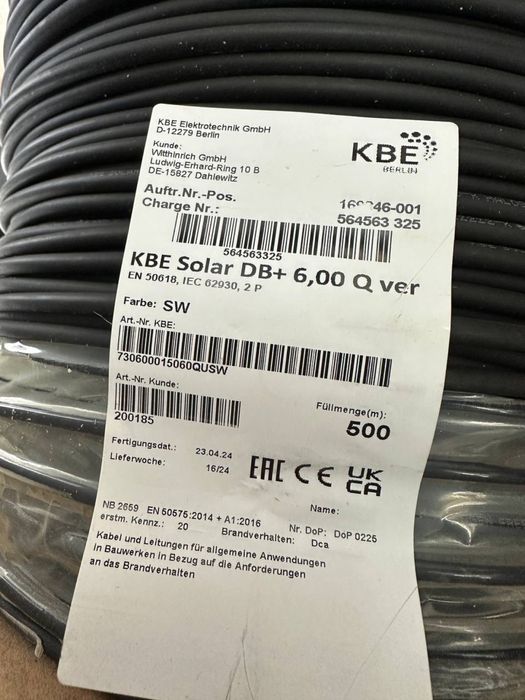 KBE Elektrotechnik GmbH
D-12279 Berlin
KBE
BERLIN
Kunde:
Witthinrich GmbH
Ludwig-Erhard-Ring 10 B
DE-15827 Dahlewitz
Auftr.Nr.-Pos.
Charge Nr.: 564563 325
564563325
KBE Solar DB+ 6,00 Q ver
EN 50618, IEC 62930, 2 P
Farbe: SW
Art.-Nr. KBE:
730600015060QUSW
Art.-Nr. Kunde:
200185
Füllmenge(m):
500
Fertigungsdat.: 23.04.24
Lieferwoche: 16/24
EAC CE UK CA
Name:
NB 2659 EN 50575:2014 + A1:2016 Nr. DoP: DoP 0225
erstm. Kennz.: 20 Brandverhalten: Dca
Kabel und Leitungen für allgemeine Anwendungen
in Bauwerken in Bezug auf die Anforderungen
an das Brandverhalten